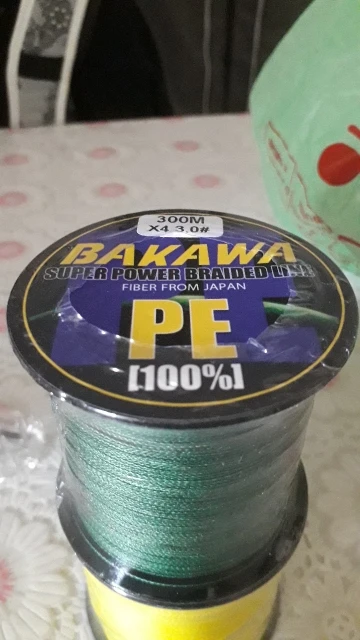 300M
X4 3.0#
BAKAWA
SUPER POWER BRAIDED LINE
FIBER FROM JAPAN
PE
[100%]